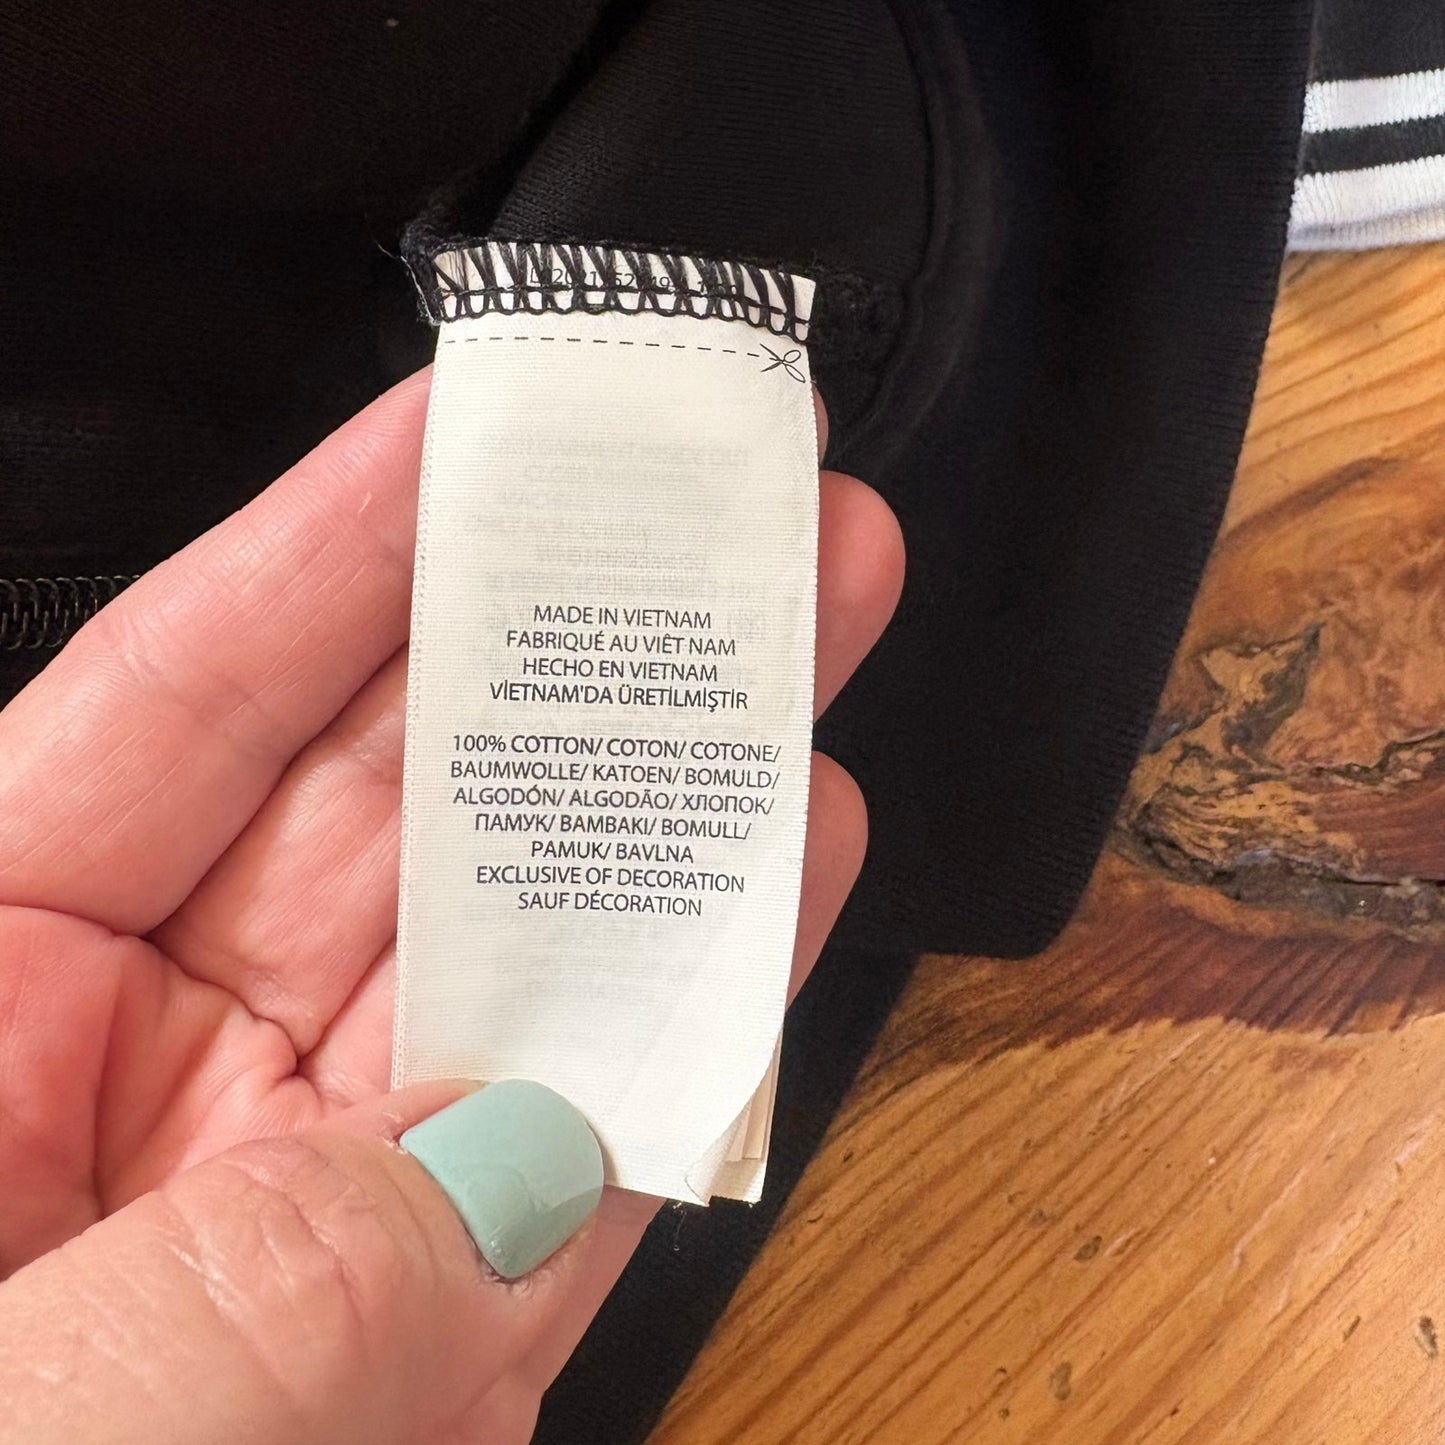 MADE IN VIETNAM
FABRIQUÉ AU VIÊT NAM
HECHO EN VIETNAM
VİETNAM'DA ÜRETİLMİŞTİR
100% COTTON/ COTON/ COTONE/
BAUMWOLLE/ KATOEN/ BOMULD/
ALGODÓN/ ALGODÃO/ ХЛОПОК/
ПАМУК/ BAMBAKI/ BOMULL/
PAMUK/ BAVLNA
EXCLUSIVE OF DECORATION
SAUF DÉCORATION